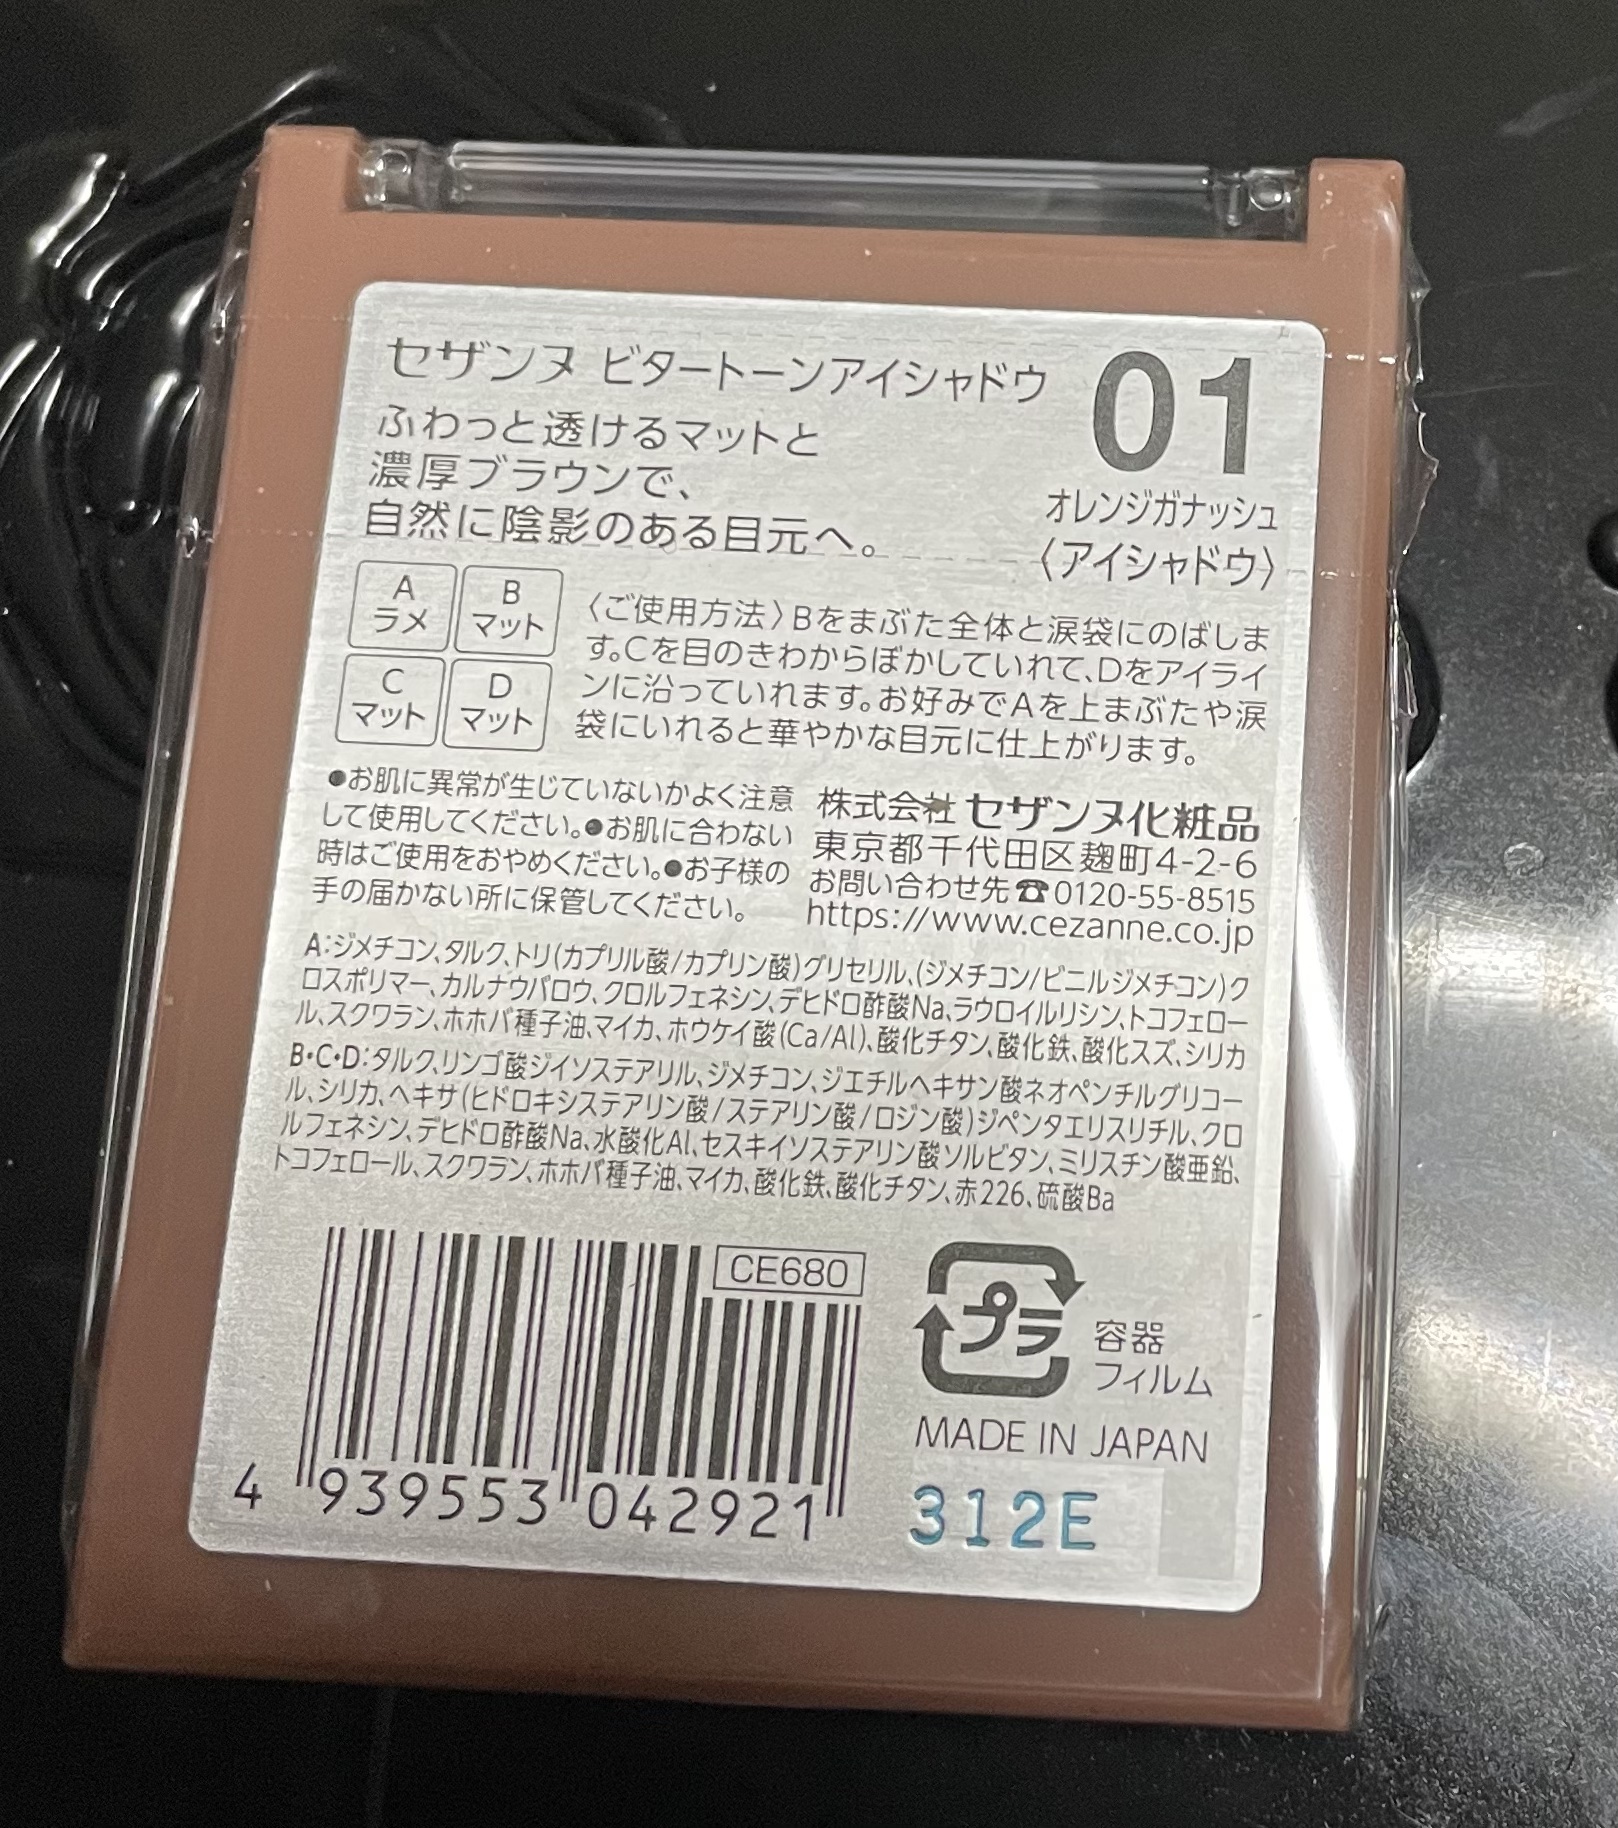 セザンヌ ビタートーンアイシャドウ
01
ふわっと透けるマットと
濃厚ブラウンで、
自然に陰影のある目元へ。
オレンジガナッシュ
〈アイシャドウ〉
A
ラメ
B
マット
C
マット
D
マット
〈ご使用方法〉Bをまぶた全体と涙袋にのばしま
す。Cを目のきわからぼかしていれて、Dをアイライ
ンに沿っていれます。お好みでAを上まぶたや涙
袋にいれると華やかな目元に仕上がります。
●お肌に異常が生じていないかよく注意
して使用してください。●お肌に合わない
時はご使用をおやめください。●お子様の
手の届かない所に保管してください。
株式会社 セザンヌ化粧品
東京都千代田区麹町4-2-6
お問い合わせ先☎0120-55-8515
https://www.cezanne.co.jp
A:ジメチコン、タルク、トリ(カプリル酸/カプリン酸)グリセリル、(ジメチコン/ビニルジメチコン)ク
ロスポリマー、カルナウバロウ、クロルフェネシン、デヒドロ酢酸Na、ラウロイルリシン、トコフェロー
ル、スクワラン、ホホバ種子油、マイカ、ホウケイ酸(Ca/Al)、酸化チタン、酸化鉄、酸化スズ、シリカ
B・C・D:タルク、リンゴ酸ジイソステアリル、ジメチコン、ジエチルヘキサン酸ネオペンチルグリコー
ル、シリカ、ヘキサ(ヒドロキシステアリン酸/ステアリン酸/ロジン酸)ジペンタエリスリチル、クロ
ルフェネシン、デヒドロ酢酸Na、水酸化Al、セスキイソステアリン酸ソルビタン、ミリスチン酸亜鉛、
トコフェロール、スクワラン、ホホバ種子油、マイカ、酸化鉄、酸化チタン、赤226、硫酸Ba
CE680
4 939553 042921
プラ
容器
フィルム
MADE IN JAPAN
312E